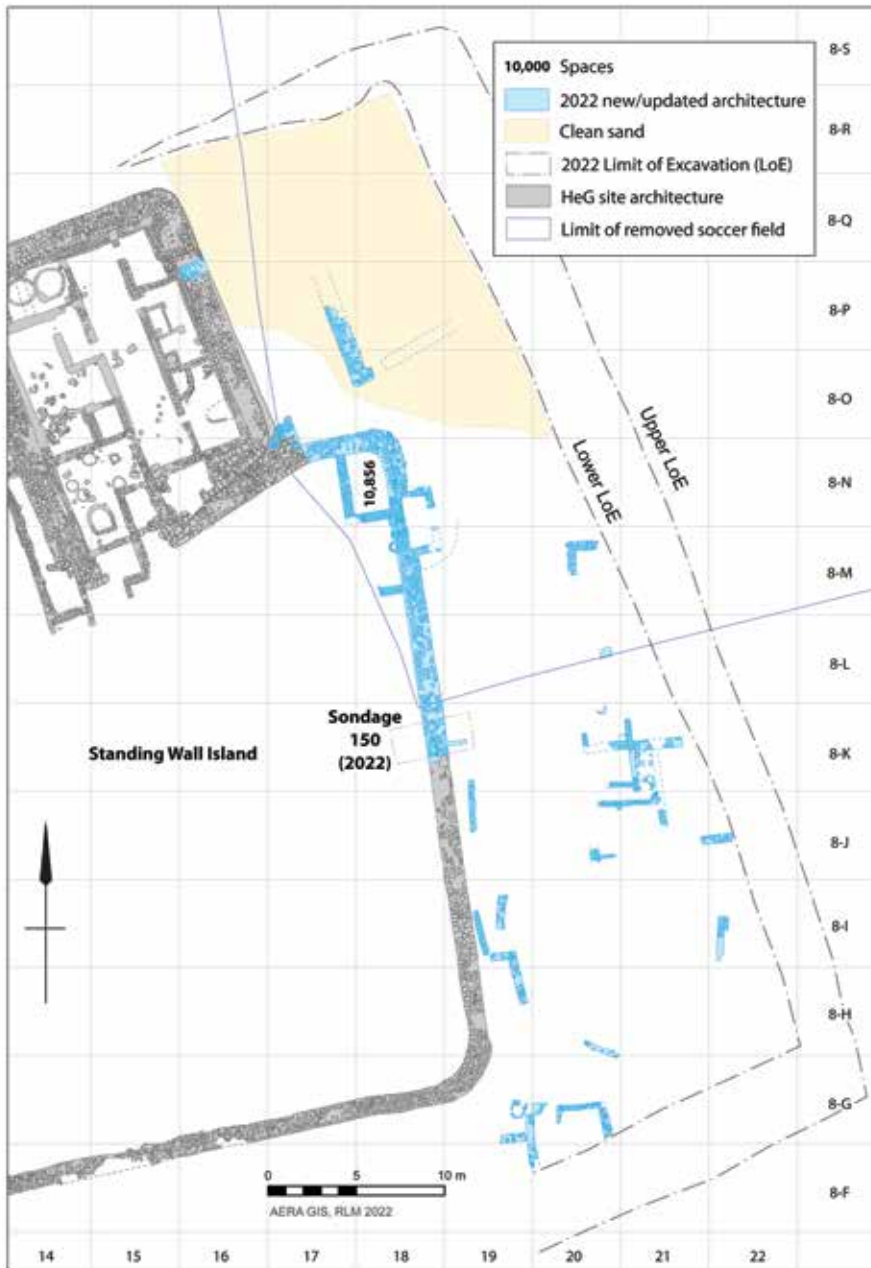 10,000 Spaces
2022 new/updated architecture
Clean sand
2022 Limit of Excavation (LoE)
HeG site architecture
Limit of removed soccer field
8-S
8-R
8-Q
8-P
8-O
8-N
8-M
8-L
8-K
8-J
8-I
8-H
8-G
8-F
Upper LoE
Lower LoE
10,856
Sondage
150
(2022)
Standing Wall Island
0 5 10 m
AERA GIS, RLM 2022
14 15 16 17 18 19 20 21 22